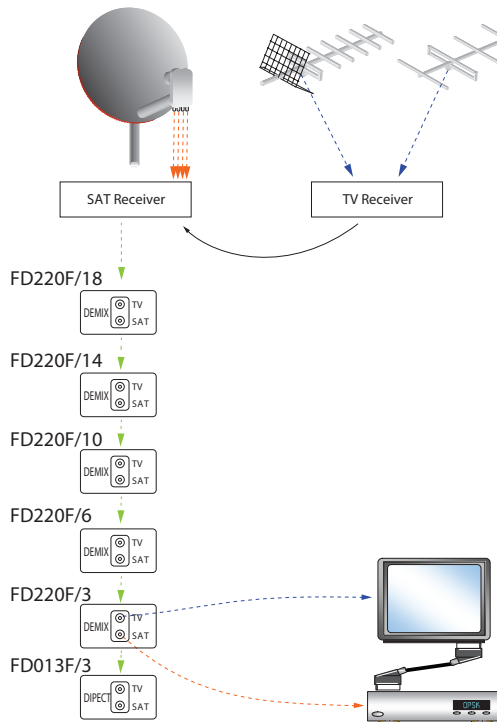 SAT Receiver
TV Receiver
FD220F/18
DEMIX
TV
SAT
FD220F/14
DEMIX
TV
SAT
FD220F/10
DEMIX
TV
SAT
FD220F/6
DEMIX
TV
SAT
FD220F/3
DEMIX
TV
SAT
FD013F/3
DIPECT
TV
SAT
OPSK